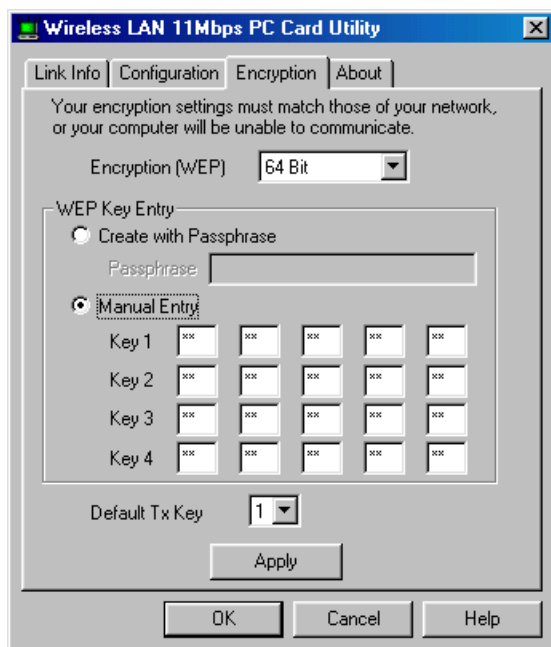 Wireless LAN 11Mbps PC Card Utility
Link Info Configuration Encryption About
Your encryption settings must match those of your network,
or your computer will be unable to communicate.
Encryption (WEP) 64 Bit
WEP Key Entry
Create with Passphrase
Passphrase
Manual Entry
Key 1 ** ** ** ** **
Key 2 ** ** ** ** **
Key 3 ** ** ** ** **
Key 4 ** ** ** ** **
Default Tx Key 1
Apply
OK Cancel Help